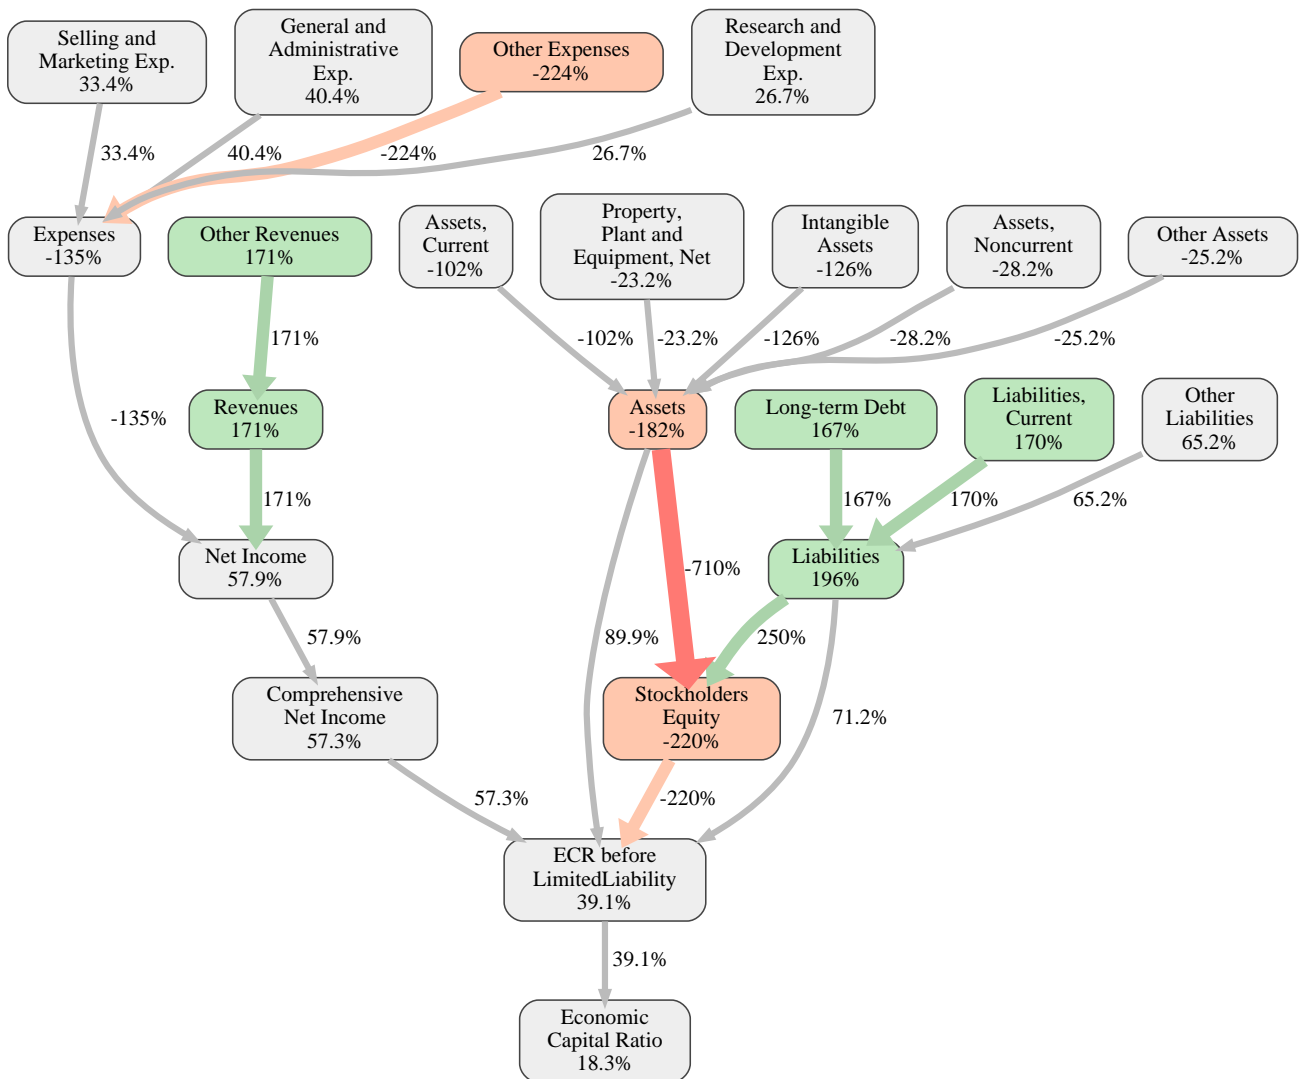 Selling and
Marketing Exp.
33.4%
General and
Administrative
Exp.
40.4%
Other Expenses
-224%
Research and
Development
Exp.
26.7%
33.4%
40.4%
-224%
26.7%
Expenses
-135%
Other Revenues
171%
Assets,
Current
-102%
Property,
Plant and
Equipment, Net
-23.2%
Intangible
Assets
-126%
Assets,
Noncurrent
-28.2%
Other Assets
-25.2%
171%
-102%
-23.2%
-126%
-28.2%
-25.2%
-135%
Revenues
171%
Assets
-182%
Long-term Debt
167%
Liabilities,
Current
170%
Other
Liabilities
65.2%
171%
167%
170%
65.2%
Net Income
57.9%
-710%
Liabilities
196%
57.9%
89.9%
250%
Comprehensive
Net Income
57.3%
Stockholders
Equity
-220%
71.2%
57.3%
-220%
ECR before
LimitedLiability
39.1%
39.1%
Economic
Capital Ratio
18.3%